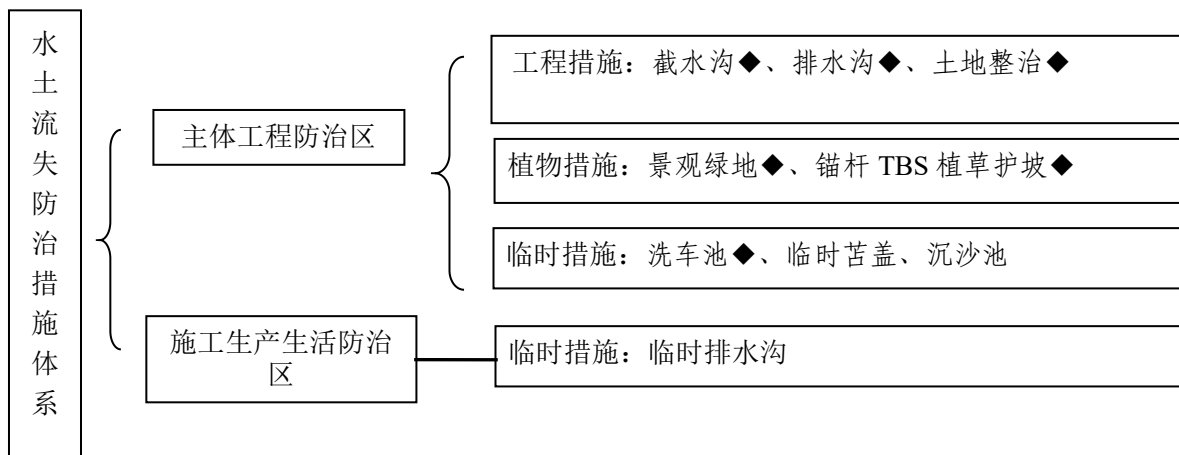 水土流失防治措施体系
主体工程防治区
工程措施：截水沟◆、排水沟◆、土地整治◆
植物措施：景观绿地◆、锚杆 TBS 植草护坡◆
临时措施：洗车池◆、临时苫盖、沉沙池
施工生产生活防治
区
临时措施：临时排水沟